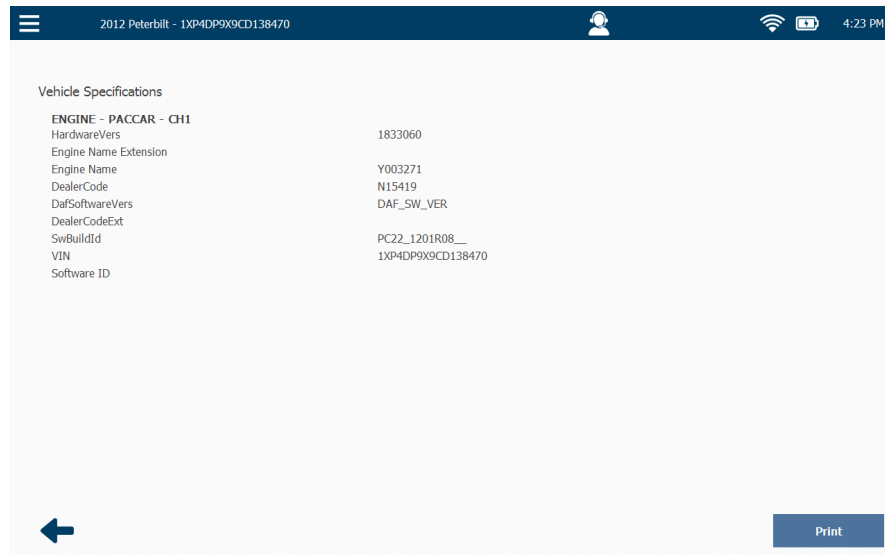 2012 Peterbilt - 1XP4DP9X9CD138470 4:23 PM
Vehicle Specifications
ENGINE - PACCAR - CH1
HardwareVers 1833060
Engine Name Extension
Engine Name Y003271
DealerCode N15419
DafSoftwareVers DAF_SW_VER
DealerCodeExt
SwBuildId PC22_1201R08__
VIN 1XP4DP9X9CD138470
Software ID
Print